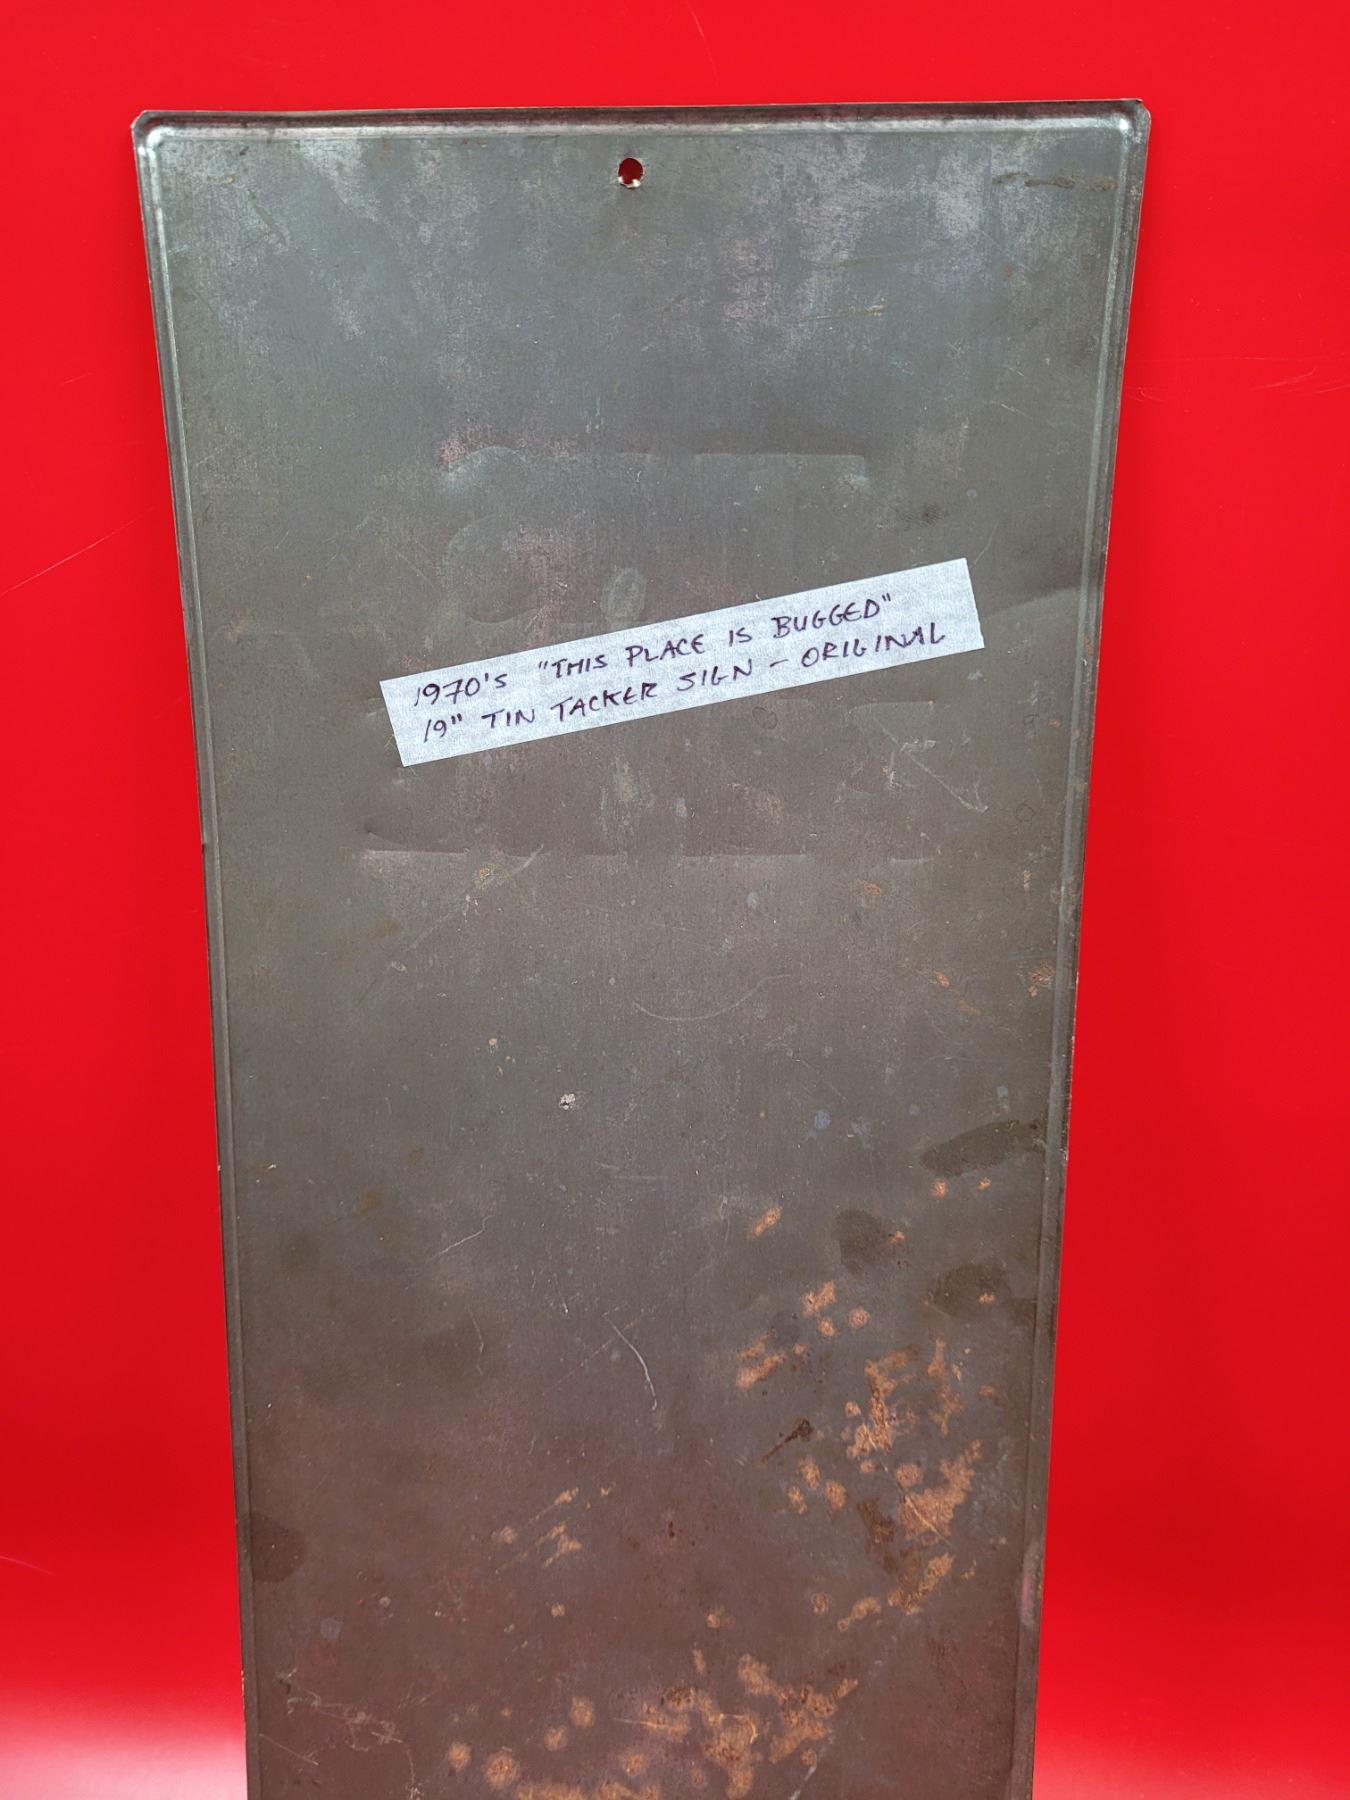 1970's "THIS PLACE IS BUGGED"
19" TIN TACKER SIGN - ORIGINAL